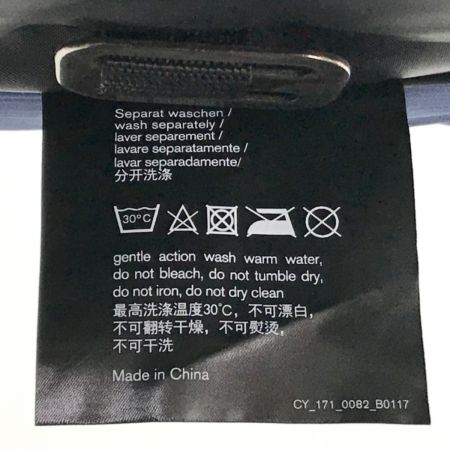 Separat waschen /
wash separately /
laver separement /
lavare separatamente /
lavar separadamente/
分开洗涤
30°C
gentle action wash warm water,
do not bleach, do not tumble dry,
do not iron, do not dry clean
最高洗涤温度30℃，不可漂白，
不可翻转干燥，不可熨烫，
不可干洗
Made in China
CY_171_0082_B0117